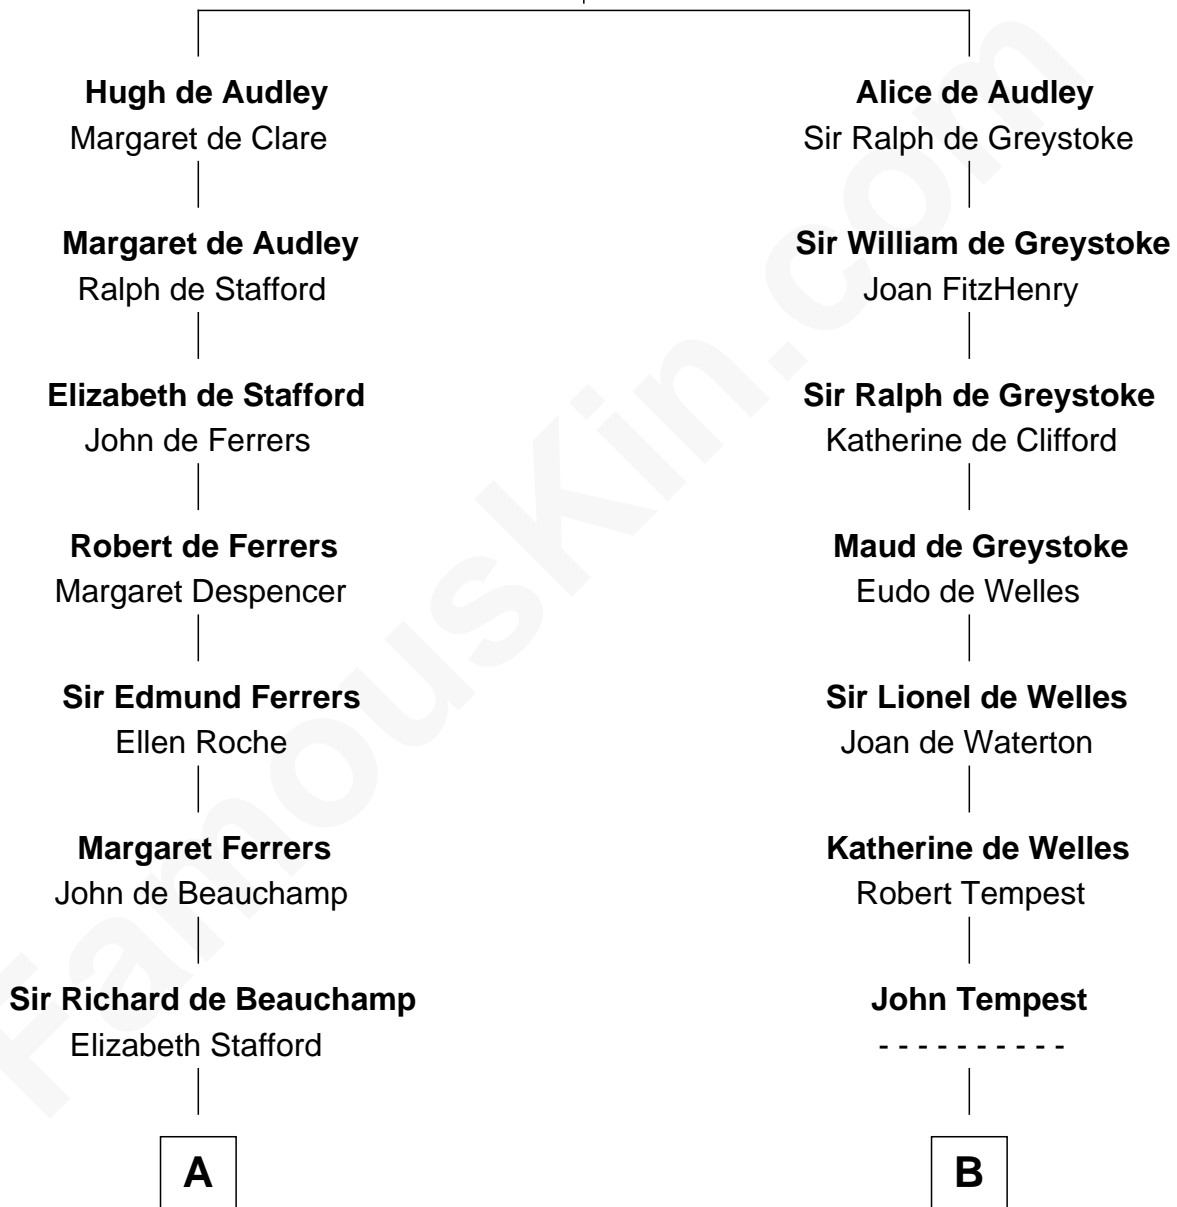 Hugh de Audley
Margaret de Clare
Margaret de Audley
Ralph de Stafford
Elizabeth de Stafford
John de Ferrers
Robert de Ferrers
Margaret Despencer
Sir Edmund Ferrers
Ellen Roche
Margaret Ferrers
John de Beauchamp
Sir Richard de Beauchamp
Elizabeth Stafford
A
Alice de Audley
Sir Ralph de Greystoke
Sir William de Greystoke
Joan FitzHenry
Sir Ralph de Greystoke
Katherine de Clifford
Maud de Greystoke
Eudo de Welles
Sir Lionel de Welles
Joan de Waterton
Katherine de Welles
Robert Tempest
John Tempest
- - - - - - - - - -
B
FamousKin.com